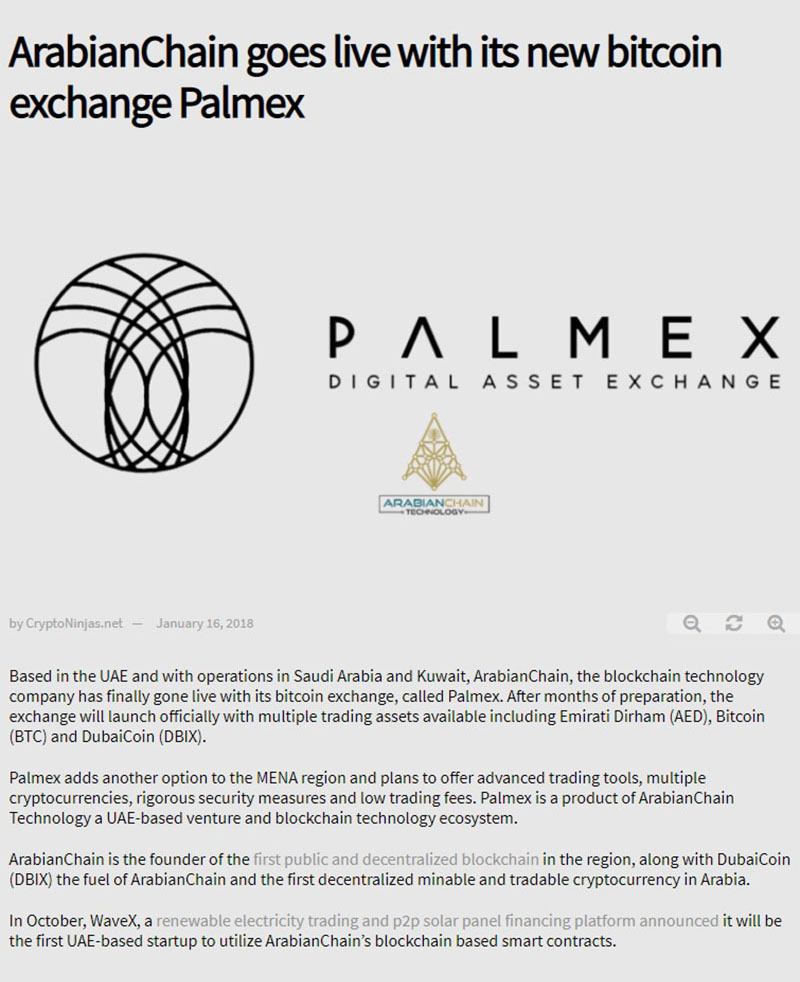 ArabianChain goes live with its new bitcoin
exchange Palmex
PALMEX
DIGITAL ASSET EXCHANGE
ARABIANCHAIN
TECHNOLOGY
by CryptoNinjas.net — January 16, 2018
Based in the UAE and with operations in Saudi Arabia and Kuwait, ArabianChain, the blockchain technology
company has finally gone live with its bitcoin exchange, called Palmex. After months of preparation, the
exchange will launch officially with multiple trading assets available including Emirati Dirham (AED), Bitcoin
(BTC) and DubaiCoin (DBIX).
Palmex adds another option to the MENA region and plans to offer advanced trading tools, multiple
cryptocurrencies, rigorous security measures and low trading fees. Palmex is a product of ArabianChain
Technology a UAE-based venture and blockchain technology ecosystem.
ArabianChain is the founder of the first public and decentralized blockchain in the region, along with DubaiCoin
(DBIX) the fuel of ArabianChain and the first decentralized minable and tradable cryptocurrency in Arabia.
In October, WaveX, a renewable electricity trading and p2p solar panel financing platform announced it will be
the first UAE-based startup to utilize ArabianChain’s blockchain based smart contracts.